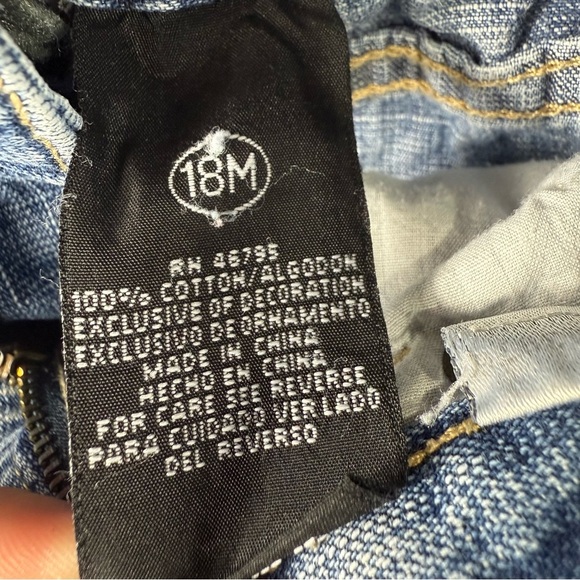 18M
RN 48795
100% COTTON/ALGODON
EXCLUSIVE OF DECORATION
EXCLUSIVO DE ORNAMENTO
MADE IN CHINA
HECHO EN CHINA
FOR CARE SEE REVERSE
PARA CUIDADO VER LADO
DEL REVERSO